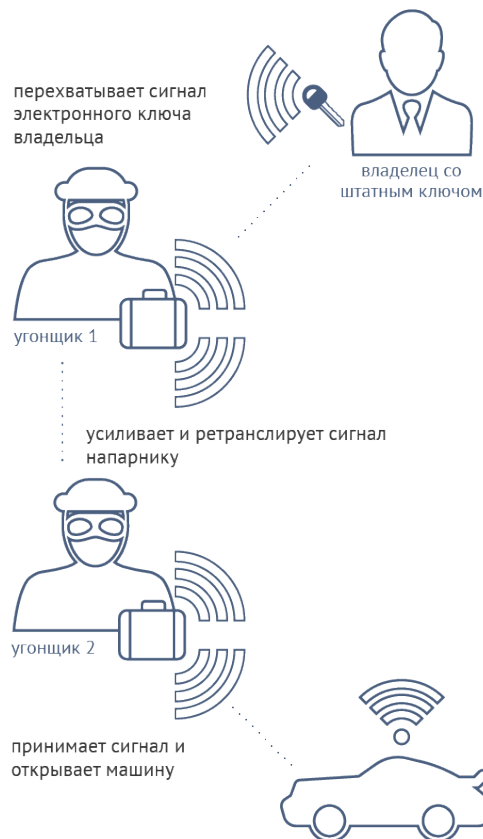 перехватывает сигнал
электронного ключа
владельца
владелец со
штатным ключом
угонщик 1
усиливает и ретранслирует сигнал
напарнику
угонщик 2
принимает сигнал и
открывает машину